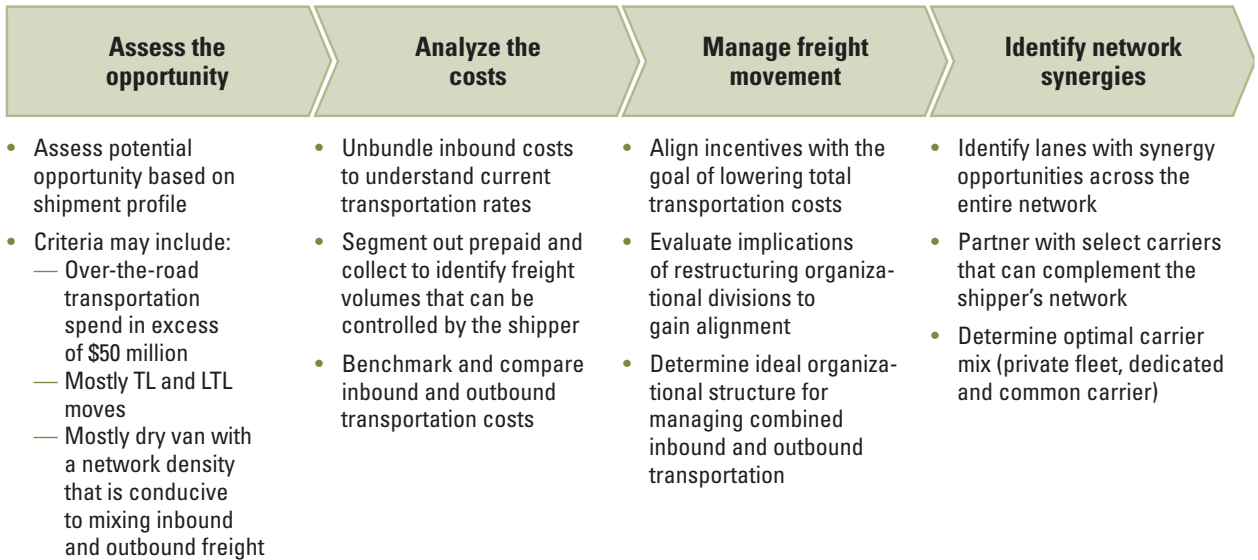 Assess the
opportunity
Analyze the
costs
Manage freight
movement
Identify network
synergies
• Assess potential
opportunity based on
shipment profile
• Criteria may include:
— Over-the-road
transportation
spend in excess
of $50 million
— Mostly TL and LTL
moves
— Mostly dry van with
a network density
that is conducive
to mixing inbound
and outbound freight
• Unbundle inbound costs
to understand current
transportation rates
• Segment out prepaid and
collect to identify freight
volumes that can be
controlled by the shipper
• Benchmark and compare
inbound and outbound
transportation costs
• Align incentives with the
goal of lowering total
transportation costs
• Evaluate implications
of restructuring organiza-
tional divisions to
gain alignment
• Determine ideal organiza-
tional structure for
managing combined
inbound and outbound
transportation
• Identify lanes with synergy
opportunities across the
entire network
• Partner with select carriers
that can complement the
shipper's network
• Determine optimal carrier
mix (private fleet, dedicated
and common carrier)